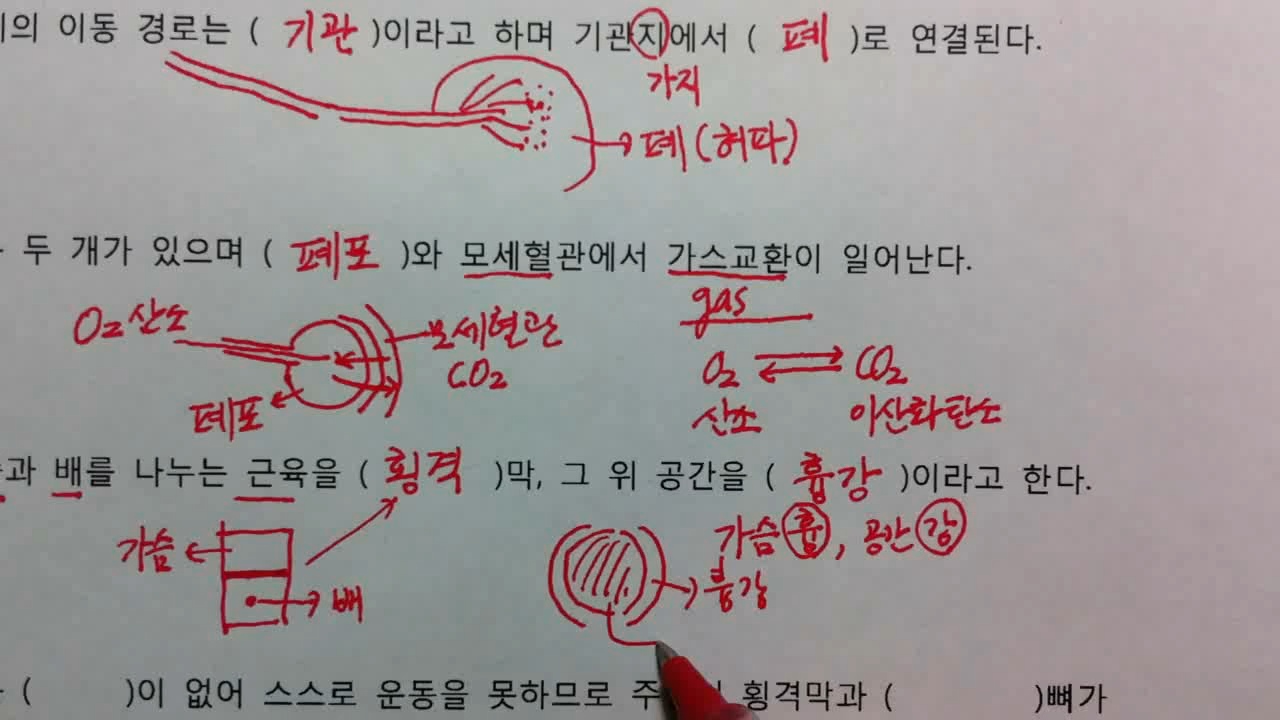 의 이동 경로는 ( 기관 )이라고 하며 기관지에서 ( 폐 )로 연결된다.
가지
폐(허파)
두 개가 있으며 ( 폐포 )와 모세혈관에서 가스교환이 일어난다.
gas
O₂ 산소
모세혈관
CO₂
O₂ CO₂
폐포
산소 이산화탄소
과 배를 나누는 근육을 ( 횡격 )막, 그 위 공간을 ( 흉강 )이라고 한다.
가슴 흉, 공간 강
가슴
흉강
배
( )이 없어 스스로 운동을 못하므로 횡격막과 ( )뼈가